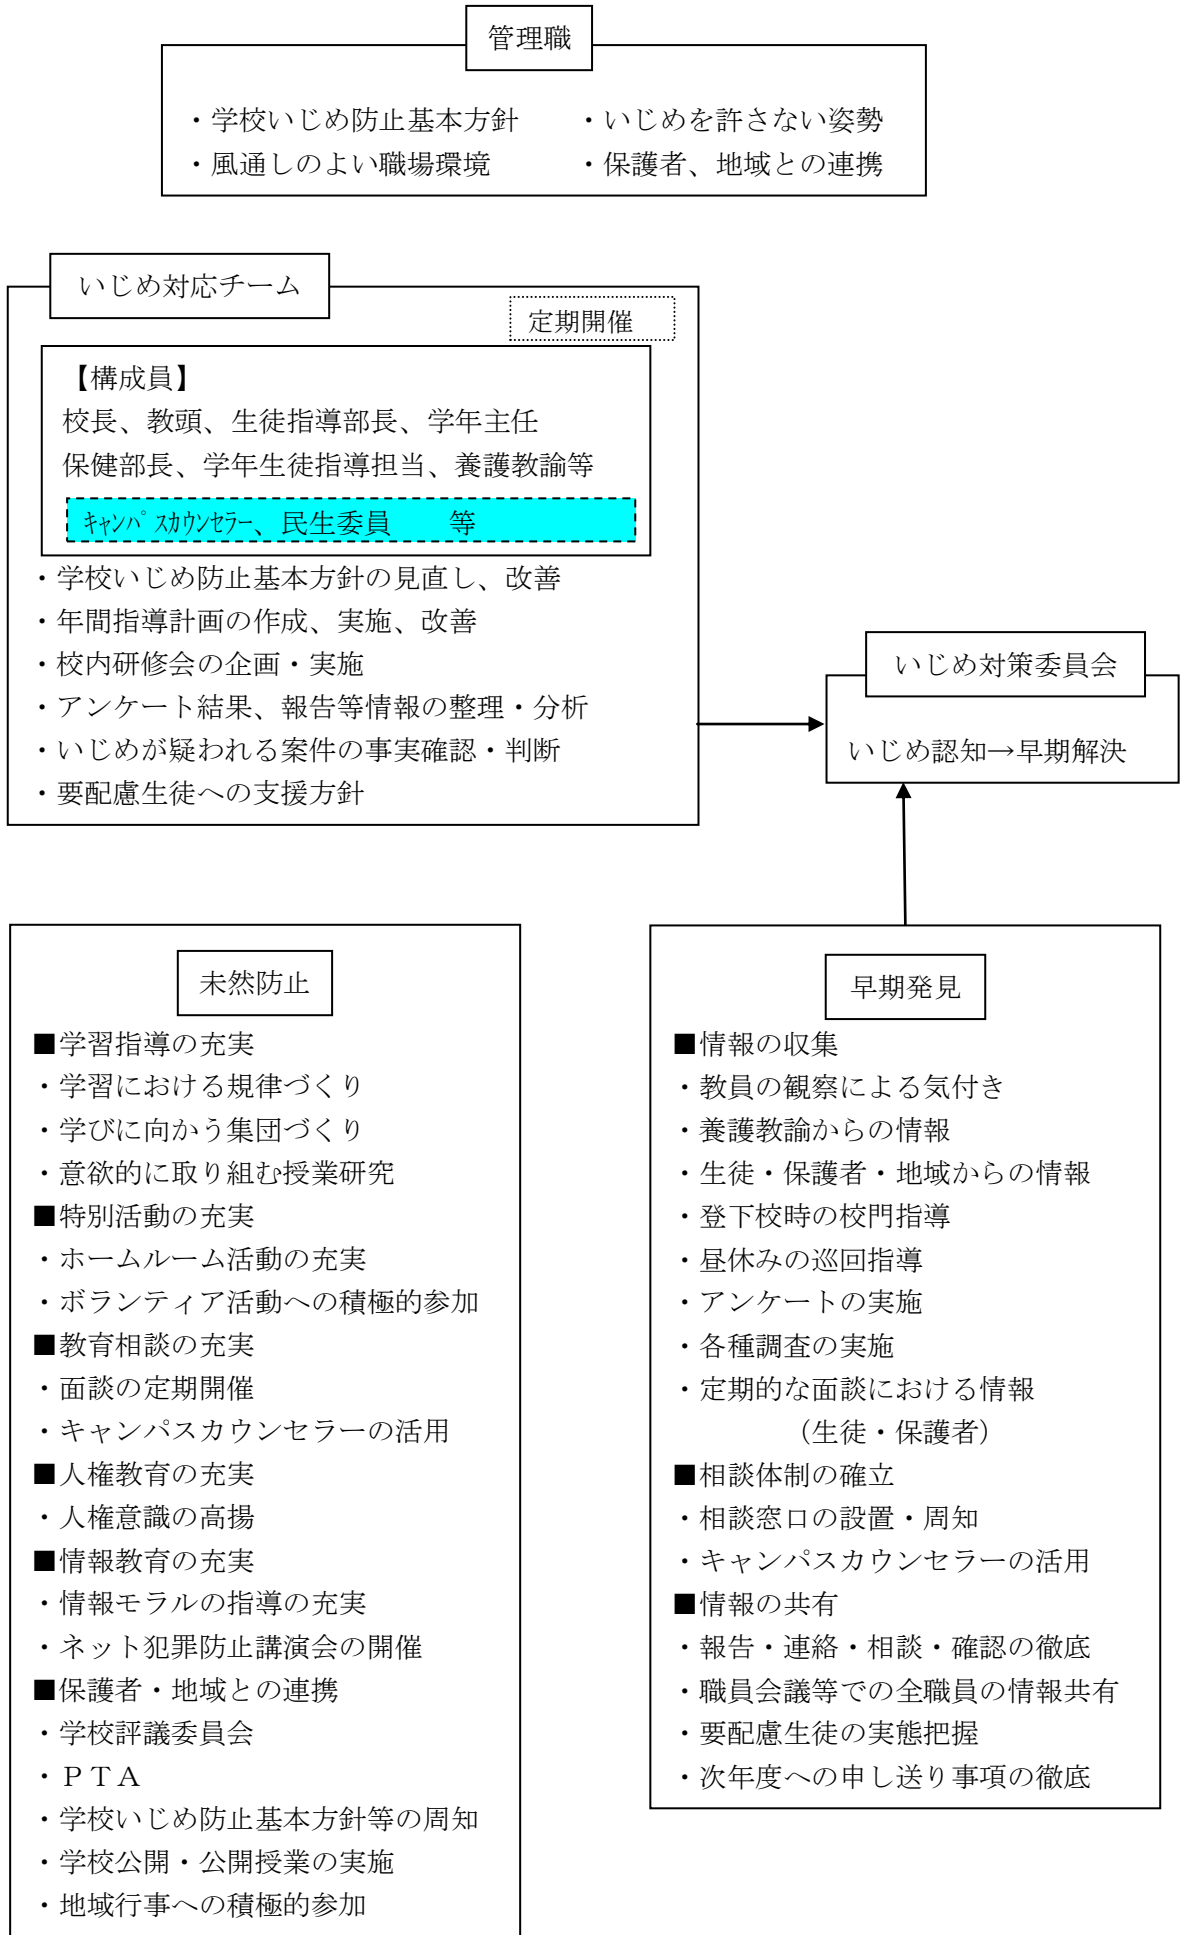 管理職
・学校いじめ防止基本方針　　・いじめを許さない姿勢
・風通しのよい職場環境　　　・保護者、地域との連携
いじめ対応チーム
定期開催
【構成員】
校長、教頭、生徒指導部長、学年主任
保健部長、学年生徒指導担当、養護教諭等
ｷｬﾝﾊﾟｽｶｳﾝｾﾗｰ、民生委員　　等
・学校いじめ防止基本方針の見直し、改善
・年間指導計画の作成、実施、改善
・校内研修会の企画・実施
・アンケート結果、報告等情報の整理・分析
・いじめが疑われる案件の事実確認・判断
・要配慮生徒への支援方針
いじめ対策委員会
いじめ認知→早期解決
未然防止
■学習指導の充実
・学習における規律づくり
・学びに向かう集団づくり
・意欲的に取り組む授業研究
■特別活動の充実
・ホームルーム活動の充実
・ボランティア活動への積極的参加
■教育相談の充実
・面談の定期開催
・キャンパスカウンセラーの活用
■人権教育の充実
・人権意識の高揚
■情報教育の充実
・情報モラルの指導の充実
・ネット犯罪防止講演会の開催
■保護者・地域との連携
・学校評議委員会
・ＰＴＡ
・学校いじめ防止基本方針等の周知
・学校公開・公開授業の実施
・地域行事への積極的参加
早期発見
■情報の収集
・教員の観察による気付き
・養護教諭からの情報
・生徒・保護者・地域からの情報
・登下校時の校門指導
・昼休みの巡回指導
・アンケートの実施
・各種調査の実施
・定期的な面談における情報
（生徒・保護者）
■相談体制の確立
・相談窓口の設置・周知
・キャンパスカウンセラーの活用
■情報の共有
・報告・連絡・相談・確認の徹底
・職員会議等での全職員の情報共有
・要配慮生徒の実態把握
・次年度への申し送り事項の徹底